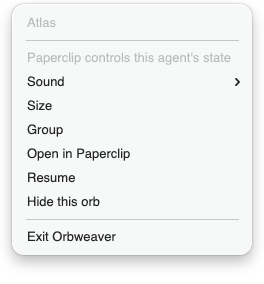 Atlas
Paperclip controls this agent's state
Sound
Size
Group
Open in Paperclip
Resume
Hide this orb
Exit Orbweaver